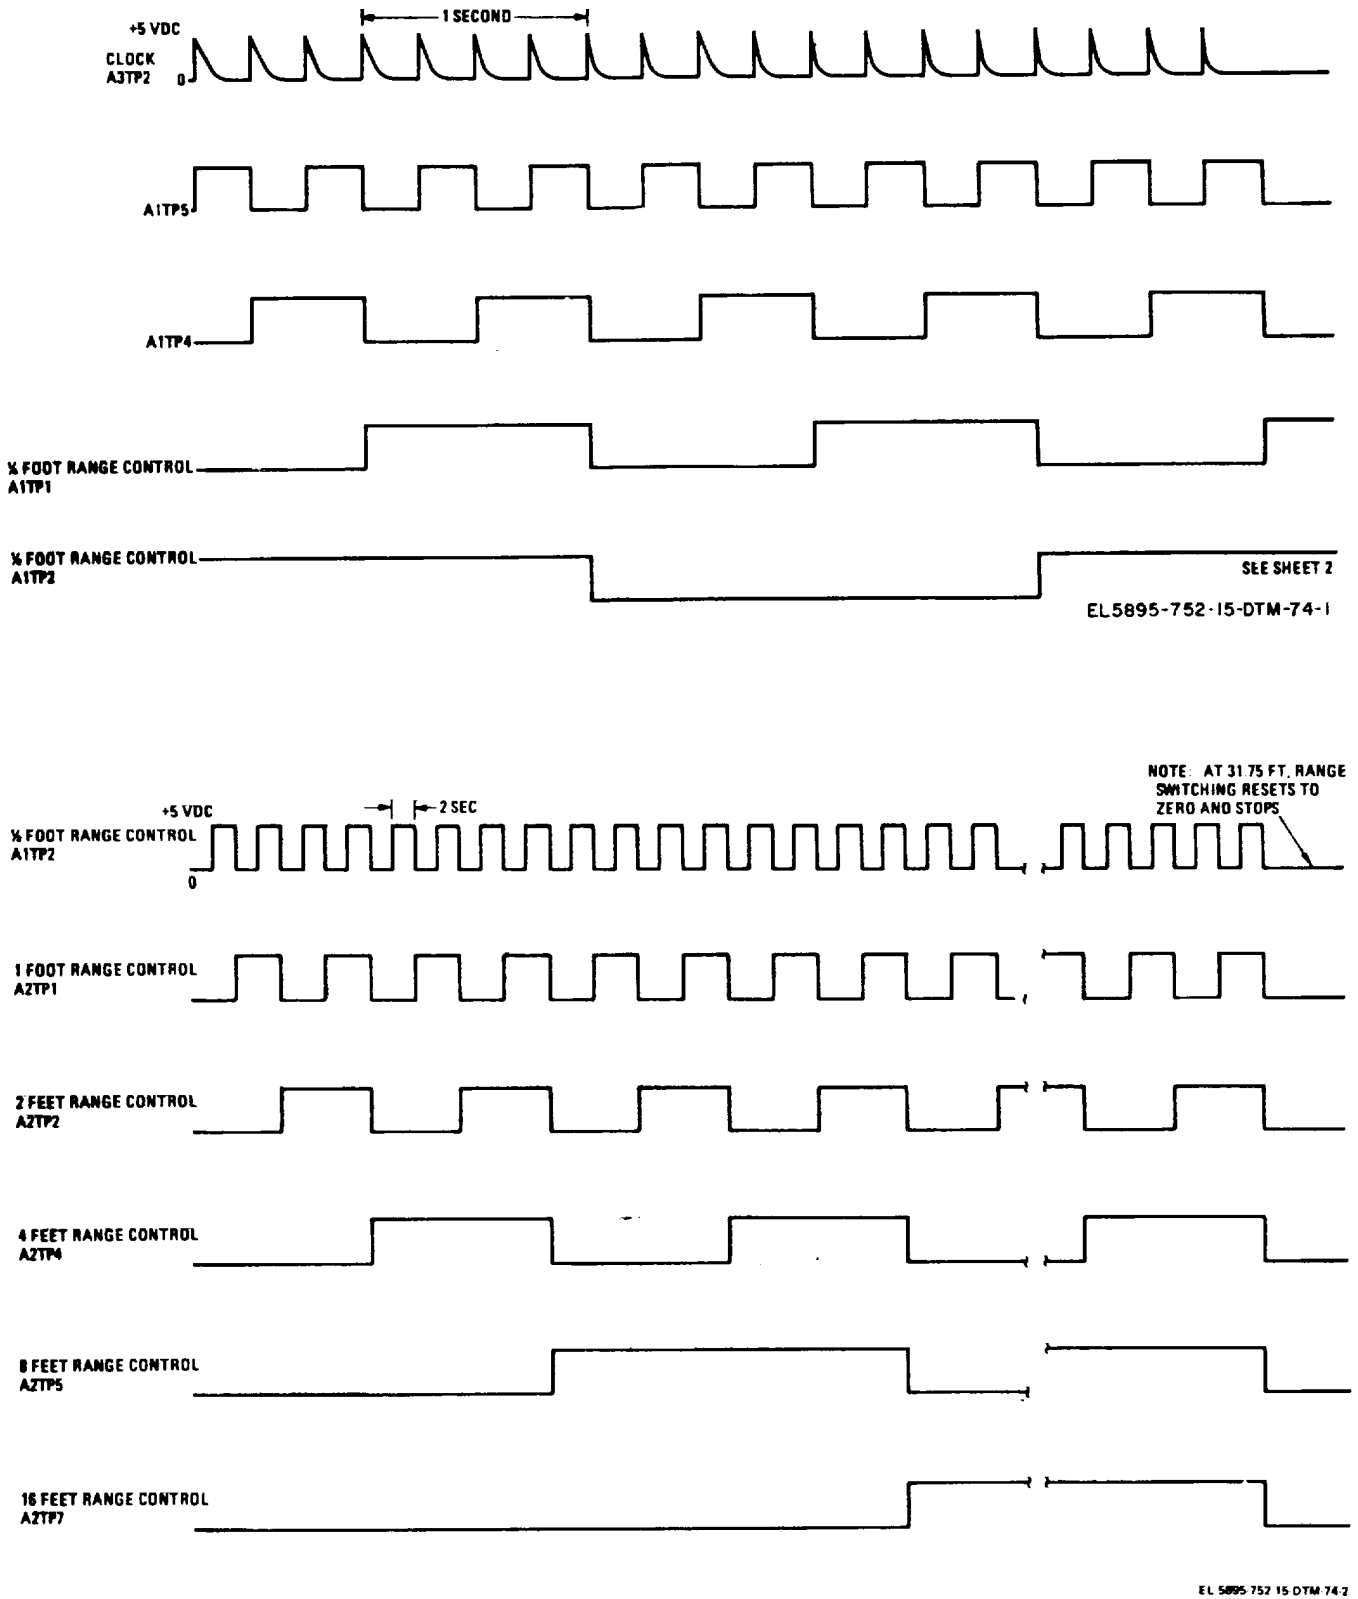 +5 VDC
1 SECOND
CLOCK
A3TP2
0
A1TP5
A1TP4
¼ FOOT RANGE CONTROL
A1TP1
½ FOOT RANGE CONTROL
A1TP2
SEE SHEET 2
EL5895-752-15-DTM-74-1
NOTE: AT 31.75 FT. RANGE
SWITCHING RESETS TO
ZERO AND STOPS
+5 VDC
2 SEC
½ FOOT RANGE CONTROL
A1TP2
0
1 FOOT RANGE CONTROL
A2TP1
2 FEET RANGE CONTROL
A2TP2
4 FEET RANGE CONTROL
A2TP4
8 FEET RANGE CONTROL
A2TP5
16 FEET RANGE CONTROL
A2TP7
EL 5895-752-15-DTM-74-2